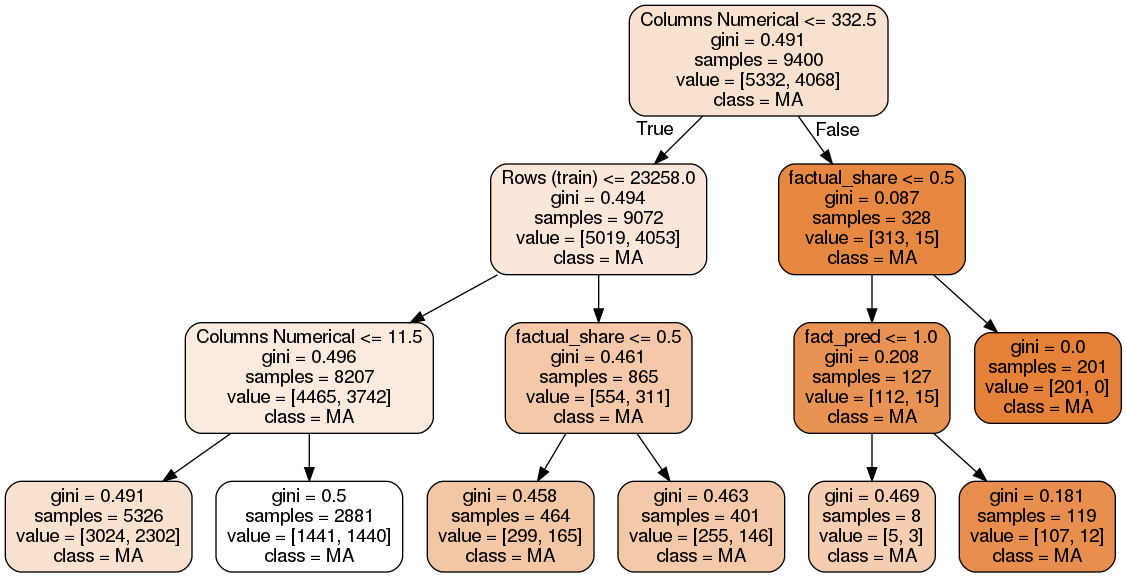 Columns Numerical <= 332.5
gini = 0.491
samples = 9400
value = [5332, 4068]
class = MA
True
False
Rows (train) <= 23258.0
gini = 0.494
samples = 9072
value = [5019, 4053]
class = MA
factual_share <= 0.5
gini = 0.087
samples = 328
value = [313, 15]
class = MA
Columns Numerical <= 11.5
gini = 0.496
samples = 8207
value = [4465, 3742]
class = MA
factual_share <= 0.5
gini = 0.461
samples = 865
value = [554, 311]
class = MA
fact_pred <= 1.0
gini = 0.208
samples = 127
value = [112, 15]
class = MA
gini = 0.0
samples = 201
value = [201, 0]
class = MA
gini = 0.491
samples = 5326
value = [3024, 2302]
class = MA
gini = 0.5
samples = 2881
value = [1441, 1440]
class = MA
gini = 0.458
samples = 464
value = [299, 165]
class = MA
gini = 0.463
samples = 401
value = [255, 146]
class = MA
gini = 0.469
samples = 8
value = [5, 3]
class = MA
gini = 0.181
samples = 119
value = [107, 12]
class = MA